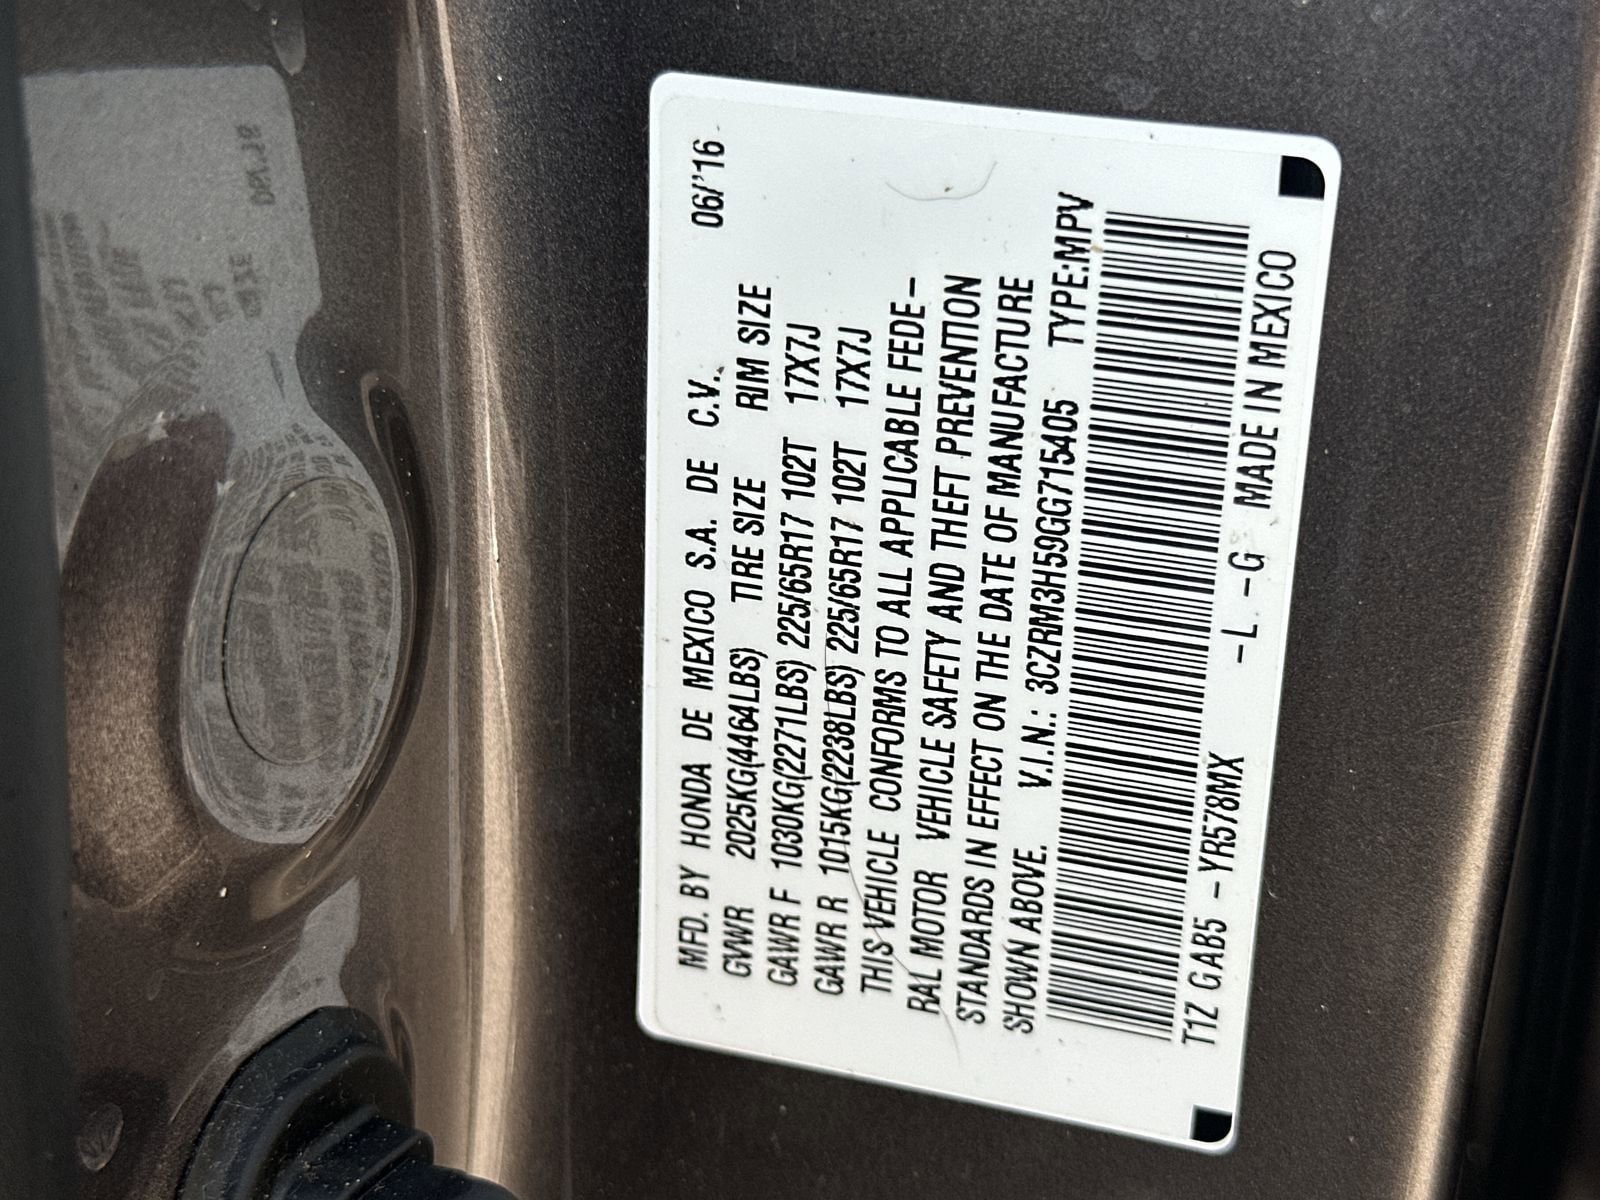 MFD. BY HONDA DE MEXICO S.A. DE C.V. 06/'16
GVWR 2025KG(4464LBS) TIRE SIZE RIM SIZE
GAWR F 1030KG(2271LBS) 225/65R17 102T 17X7J
GAWR R 1015KG(2238LBS) 225/65R17 102T 17X7J
THIS VEHICLE CONFORMS TO ALL APPLICABLE FEDE-
RAL MOTOR VEHICLE SAFETY AND THEFT PREVENTION
STANDARDS IN EFFECT ON THE DATE OF MANUFACTURE
SHOWN ABOVE. V.I.N.: 3CZRM3H59GG715405 TYPE:MPV
T1Z GAB5 -YR578MX -L -G MADE IN MEXICO